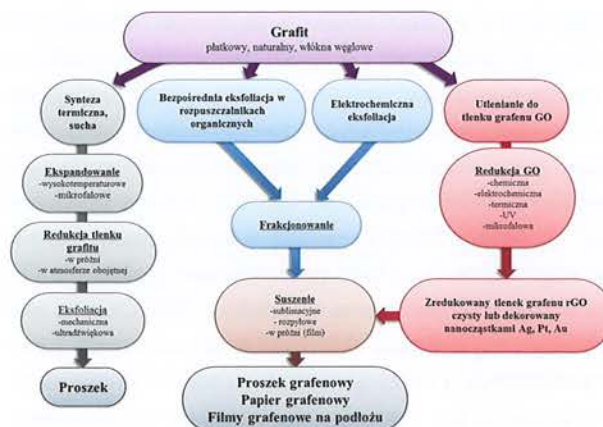 Grafit
płatkowy, naturalny, włókna węglowe
Synteza
termiczna,
sucha
Bezpośrednia eksfoliacja w
rozpuszczalnikach
organicznych
Elektrochemiczna
eksfoliacja
Utlenianie do
tlenku grafenu GO
Ekspandowanie
-wysokotemperaturowe
-mikrofalowe
Redukcja GO
-chemiczna
-elektrochemiczna
-termiczna
-UV
-mikrofalowa
Frakcjonowanie
Redukcja tlenku
grafitu
-w próżni
-w atmosferze obojętnej
Eksfoliacja
-mechaniczna
-ultradźwiękowa
Suszenie
-sublimacyjne
- rozpyłowe
-w próżni (film)
Zredukowany tlenek grafenu rGO
czysty lub dekorowany
nanocząstkami Ag, Pt, Au
Proszek
Proszek grafenowy
Papier grafenowy
Filmy grafenowe na podłożu